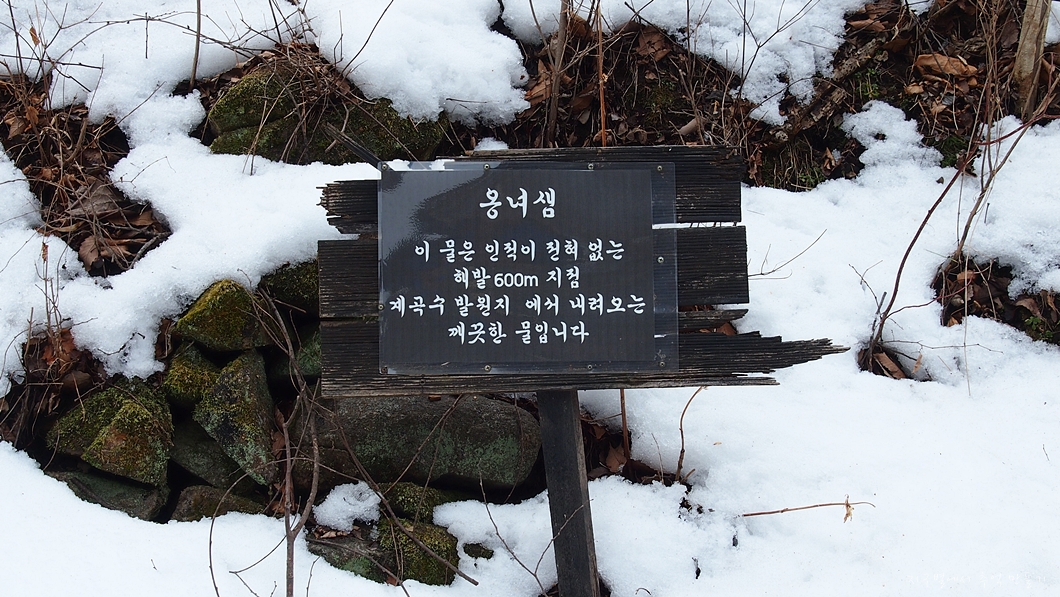 옹녀샘
이 물은 인적이 전혀 없는
해발 600m 지점
계곡수 발원지 에서 내려오는
깨끗한 물입니다